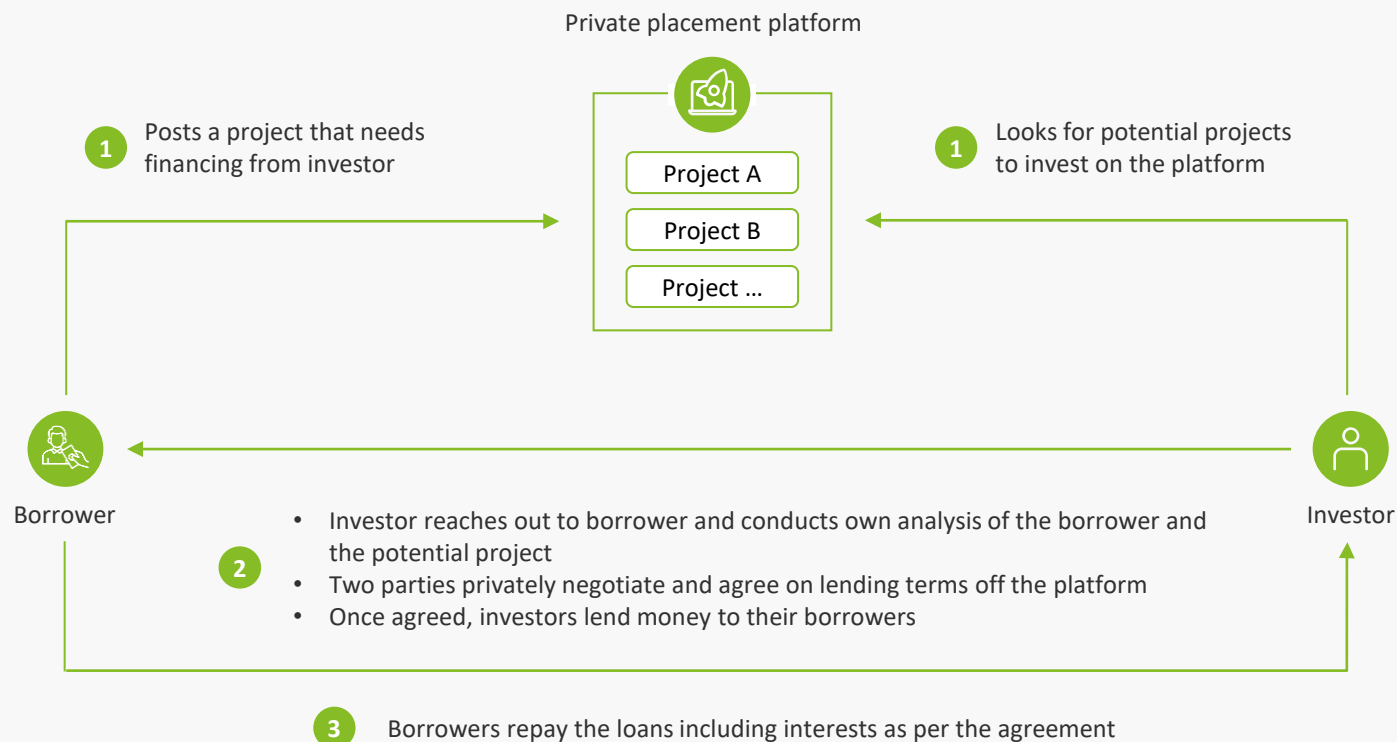 Private placement platform
1
Posts a project that needs
financing from investor
Project A
Project B
Project ...
1
Looks for potential projects
to invest on the platform
Borrower
Investor
2
• Investor reaches out to borrower and conducts own analysis of the borrower and
the potential project
• Two parties privately negotiate and agree on lending terms off the platform
• Once agreed, investors lend money to their borrowers
3
Borrowers repay the loans including interests as per the agreement